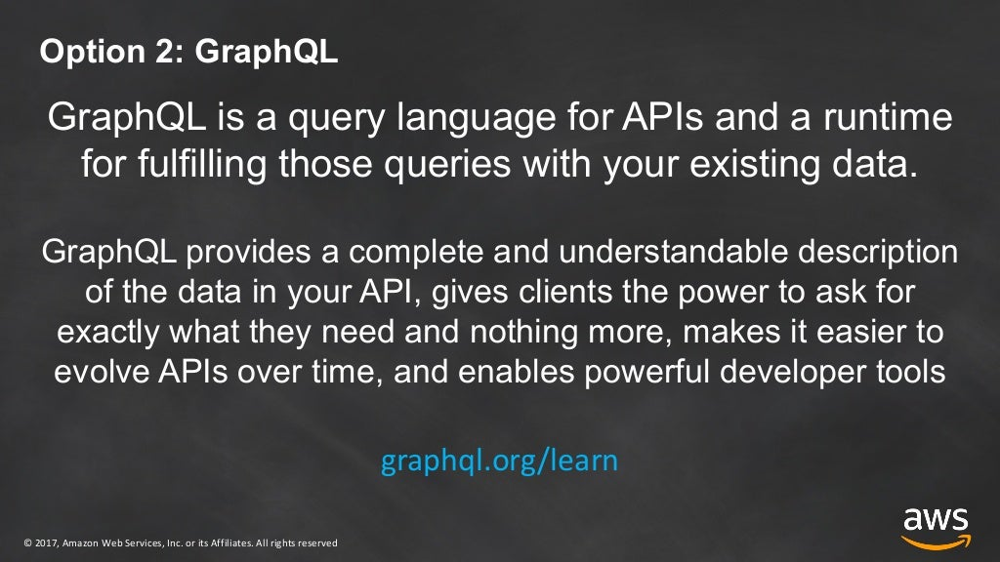 Option 2: GraphQL
GraphQL is a query language for APIs and a runtime
for fulfilling those queries with your existing data.
GraphQL provides a complete and understandable description
of the data in your API, gives clients the power to ask for
exactly what they need and nothing more, makes it easier to
evolve APIs over time, and enables powerful developer tools
graphql.org/learn
© 2017, Amazon Web Services, Inc. or its Affiliates. All rights reserved
aws